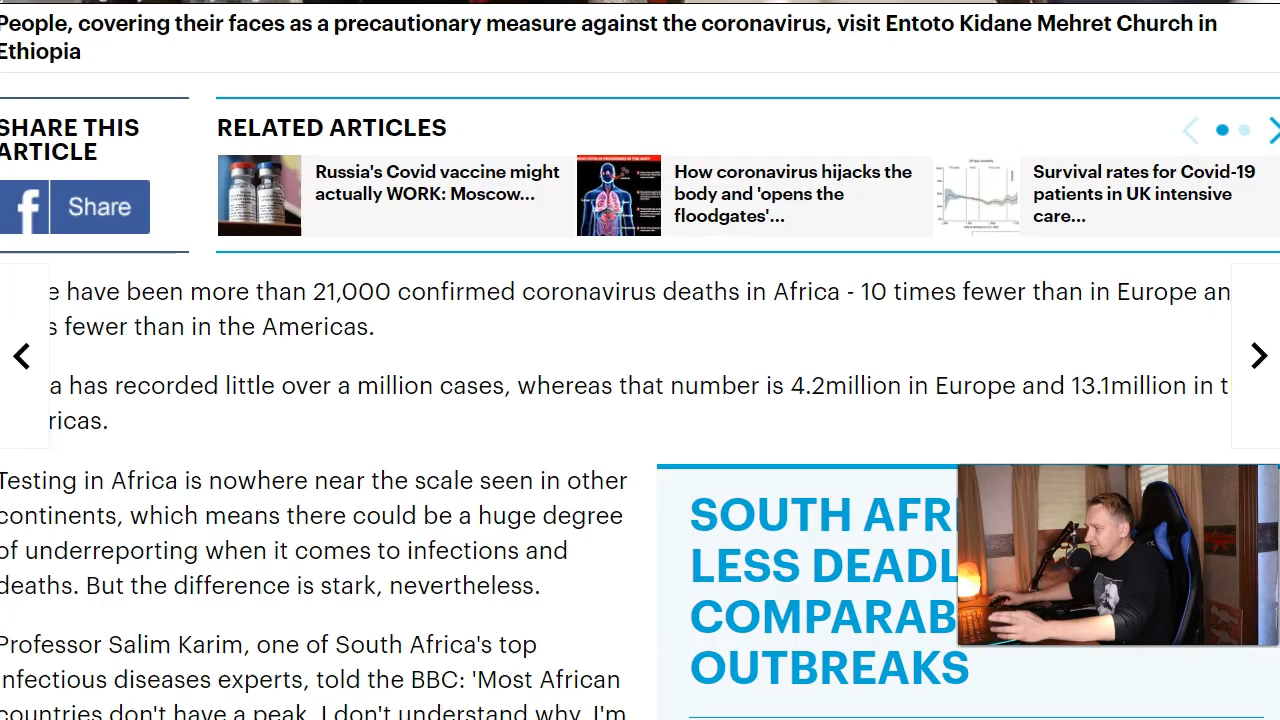 People, covering their faces as a precautionary measure against the coronavirus, visit Entoto Kidane Mehret Church in
Ethiopia
SHARE THIS
ARTICLE
f Share
RELATED ARTICLES
Russia's Covid vaccine might
actually WORK: Moscow...
How coronavirus hijacks the
body and 'opens the
floodgates'...
Survival rates for Covid-19
patients in UK intensive
care...
e have been more than 21,000 confirmed coronavirus deaths in Africa - 10 times fewer than in Europe an
s fewer than in the Americas.
a has recorded little over a million cases, whereas that number is 4.2million in Europe and 13.1million in t
ricas.
Testing in Africa is nowhere near the scale seen in other
continents, which means there could be a huge degree
of underreporting when it comes to infections and
deaths. But the difference is stark, nevertheless.
Professor Salim Karim, one of South Africa's top
infectious diseases experts, told the BBC: 'Most African
countries don't have a peak. I don't understand why. I'm
SOUTH AFR
LESS DEADL
COMPARAB
OUTBREAKS